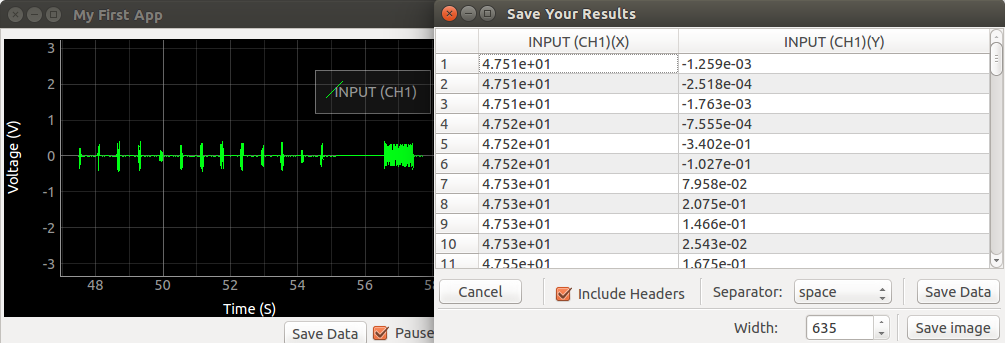 My First App
3
2
1
0
-1
-2
-3
Voltage (V)
INPUT (CH1)
48 50 52 54 56
Time (S)
Save Data Pause
Save Your Results
INPUT (CH1)(X) INPUT (CH1)(Y)
1 4.751e+01 -1.259e-03
2 4.751e+01 -2.518e-04
3 4.751e+01 -1.763e-03
4 4.752e+01 -7.555e-04
5 4.752e+01 -3.402e-01
6 4.752e+01 -1.027e-01
7 4.753e+01 7.958e-02
8 4.753e+01 2.075e-01
9 4.753e+01 1.466e-01
10 4.753e+01 2.543e-02
11 4.755e+01 1.675e-01
Cancel Include Headers Separator: space Save Data
Width: 635 Save image